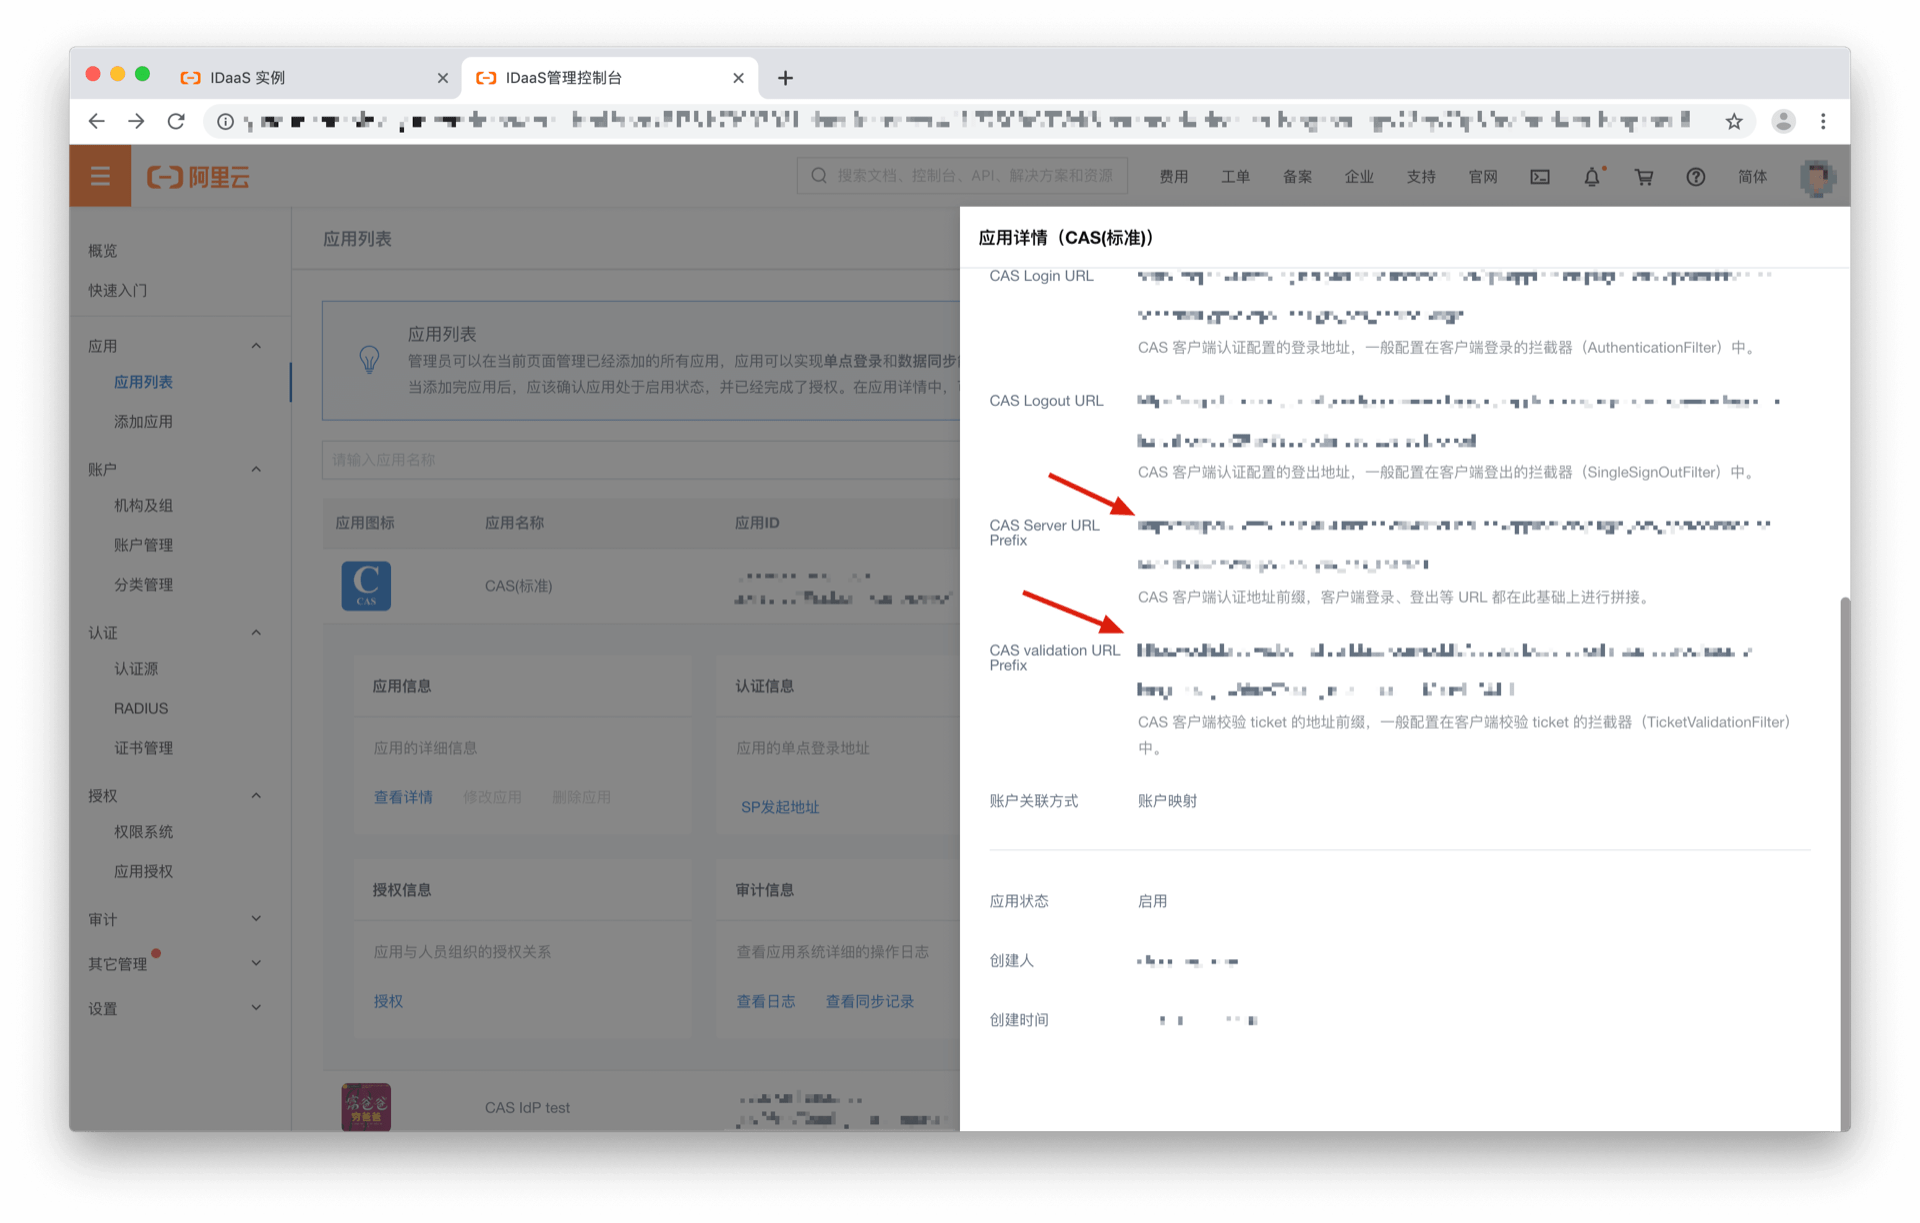 IDaaS 实例
IDaaS管理控制台
阿里云
搜索文档、控制台、API、解决方案和资源
费用
工单
备案
企业
支持
官网
简体
概览
快速入门
应用
应用列表
添加应用
账户
机构及组
账户管理
分类管理
认证
认证源
RADIUS
证书管理
授权
权限系统
应用授权
审计
其它管理
设置
应用列表
应用列表
管理员可以在当前页面管理已经添加的所有应用，应用可以实现单点登录和数据同步
当添加完应用后，应该确认应用处于启用状态，并已经完成了授权。在应用详情中，
请输入应用名称
应用图标
应用名称
应用ID
C
CAS
CAS(标准)
应用信息
应用的详细信息
查看详情
修改应用
删除应用
认证信息
应用的单点登录地址
SP发起地址
授权信息
应用与人员组织的授权关系
授权
审计信息
查看应用系统详细的操作日志
查看日志
查看同步记录
富爸爸
穷爸爸
CAS IdP test
应用详情（CAS(标准)）
CAS Login URL
CAS 客户端认证配置的登录地址，一般配置在客户端登录的拦截器（AuthenticationFilter）中。
CAS Logout URL
CAS 客户端认证配置的登出地址，一般配置在客户端登出的拦截器（SingleSignOutFilter）中。
CAS Server URL
Prefix
CAS 客户端认证地址前缀，客户端登录、登出等 URL 都在此基础上进行拼接。
CAS validation URL
Prefix
CAS 客户端校验 ticket 的地址前缀，一般配置在客户端校验 ticket 的拦截器（TicketValidationFilter）
中。
账户关联方式
账户映射
应用状态
启用
创建人
创建时间